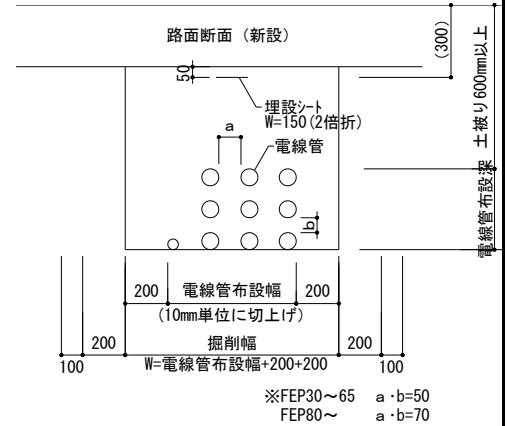 路面断面（新設）
(300)
50
土被り600mm以上
埋設シート
W=150(2倍折)
a
電線管
b
電線管布設深
200
電線管布設幅
200
(10mm単位に切上げ)
200
掘削幅
200
100
W=電線管布設幅+200+200
100
※FEP30～65 a・b=50
FEP80～ a・b=70